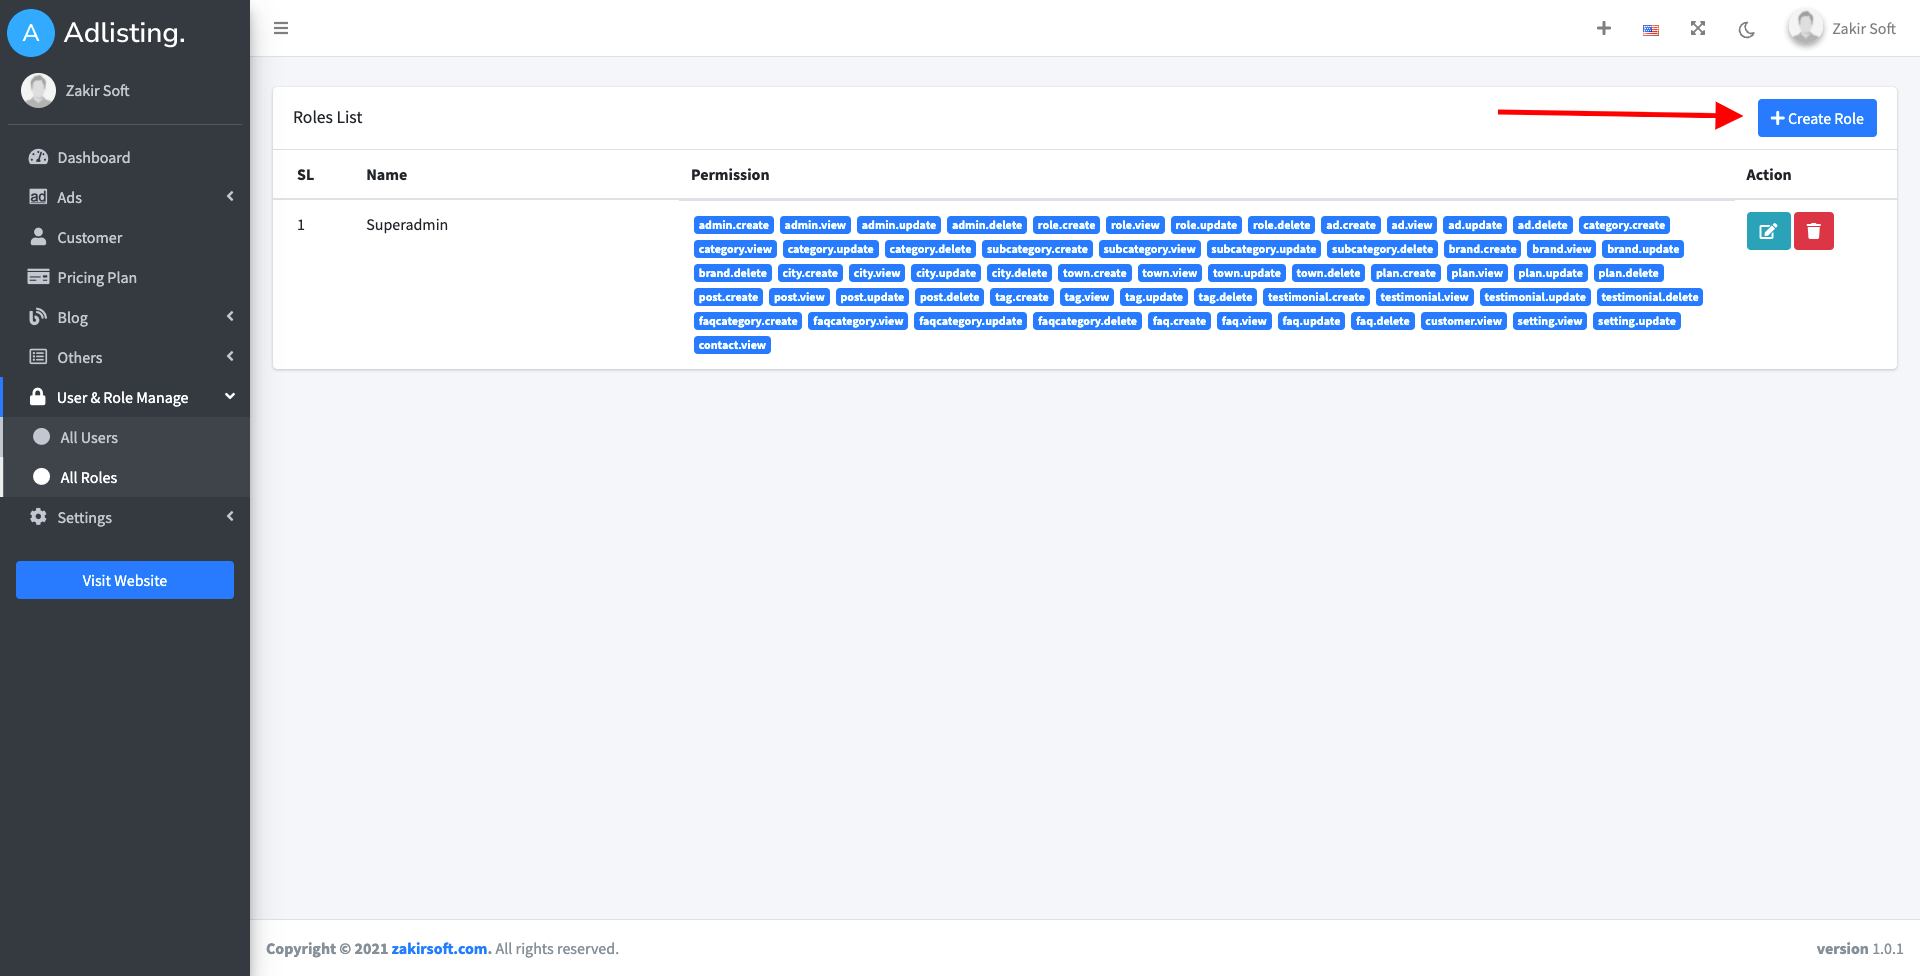 A Adlisting.
Zakir Soft
Dashboard
Ads
Customer
Pricing Plan
Blog
Others
User & Role Manage
All Users
All Roles
Settings
Visit Website
Zakir Soft
Roles List
Create Role
SL Name Permission Action
1 Superadmin
admin.create admin.view admin.update admin.delete role.create role.view role.update role.delete ad.create ad.view ad.update ad.delete category.create
category.view category.update category.delete subcategory.create subcategory.view subcategory.update subcategory.delete brand.create brand.view brand.update
brand.delete city.create city.view city.update city.delete town.create town.view town.update town.delete plan.create plan.view plan.update plan.delete
post.create post.view post.update post.delete tag.create tag.view tag.update tag.delete testimonial.create testimonial.view testimonial.update testimonial.delete
faqcategory.create faqcategory.view faqcategory.update faqcategory.delete faq.create faq.view faq.update faq.delete customer.view setting.view setting.update
contact.view
Copyright © 2021 zakirsoft.com. All rights reserved.
version 1.0.1